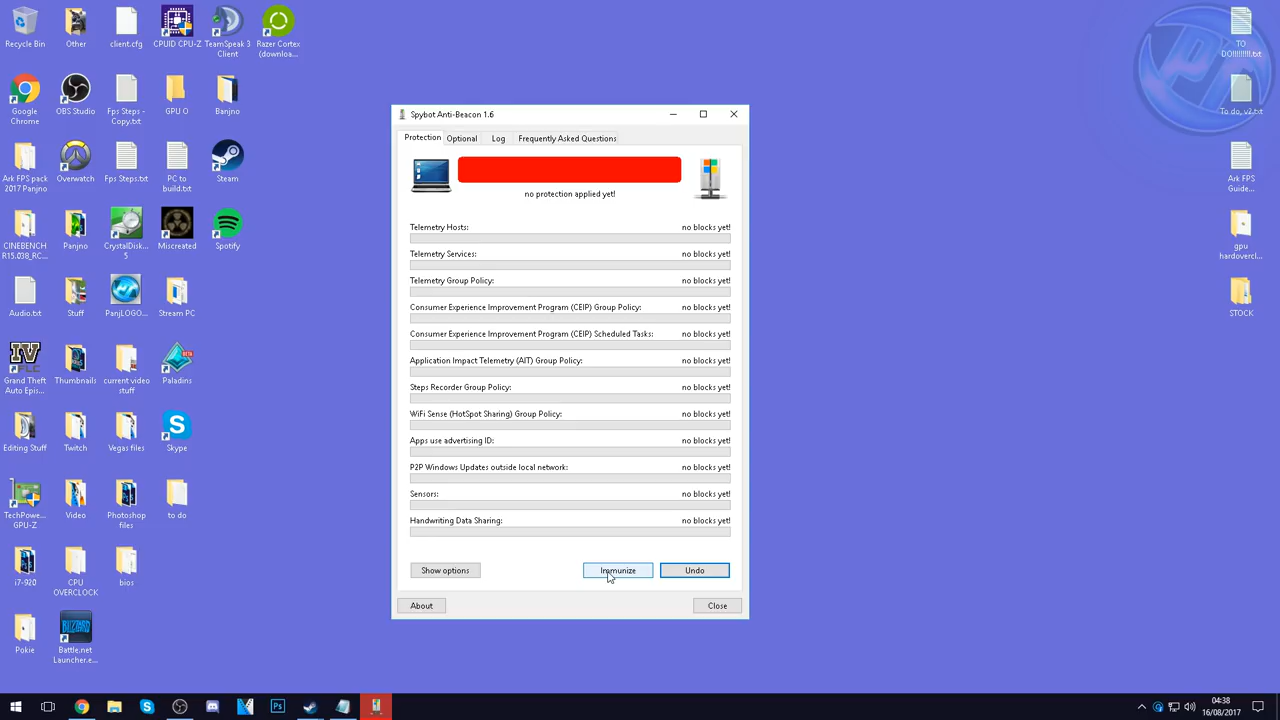 Recycle Bin
Other
client.cfg
CPUID CPU-Z
TeamSpeak 3
Client
Razer Cortex
(downloa...
Google
Chrome
OBS Studio
Fps Steps -
Copy.txt
GPU O
Banjno
Ark FPS pack
2017 Panjno
Overwatch
Fps Steps.txt
PC to
build.txt
Steam
CINEBENCH
R15.038_RC...
Panjno
CrystalDisk...
5
Miscreated
Spotify
Audio.txt
Stuff
PanjLOGO...
Stream PC
IV
EFLC
Grand Theft
Auto Epis...
Thumbnails
current video
stuff
BETA
Paladins
Editing Stuff
Twitch
Vegas files
Skype
TechPowe...
GPU-Z
Video
Photoshop
files
to do
i7-920
CPU
OVERCLOCK
bios
Pokie
BLIZZARD
Battle.net
Launcher.e...
Spybot Anti-Beacon 1.6
Protection
Optional
Log
Frequently Asked Questions
no protection applied yet!
Telemetry Hosts: no blocks yet!
Telemetry Services: no blocks yet!
Telemetry Group Policy: no blocks yet!
Consumer Experience Improvement Program (CEIP) Group Policy: no blocks yet!
Consumer Experience Improvement Program (CEIP) Scheduled Tasks: no blocks yet!
Application Impact Telemetry (AIT) Group Policy: no blocks yet!
Steps Recorder Group Policy: no blocks yet!
WiFi Sense (HotSpot Sharing) Group Policy: no blocks yet!
Apps use advertising ID: no blocks yet!
P2P Windows Updates outside local network: no blocks yet!
Sensors: no blocks yet!
Handwriting Data Sharing: no blocks yet!
Show options
Immunize
Undo
About
Close
TO
DO!!!!!!!!!.txt
To do, v2.txt
Ark FPS
Guide...
gpu
hardovercl...
STOCK
Ps
04:38
16/08/2017